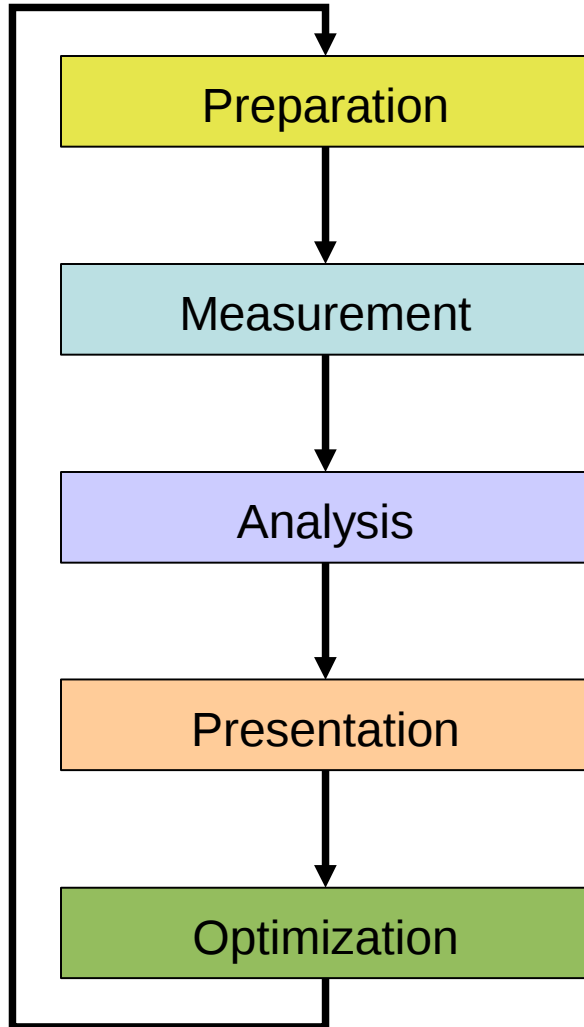 Preparation
Measurement
Analysis
Presentation
Optimization